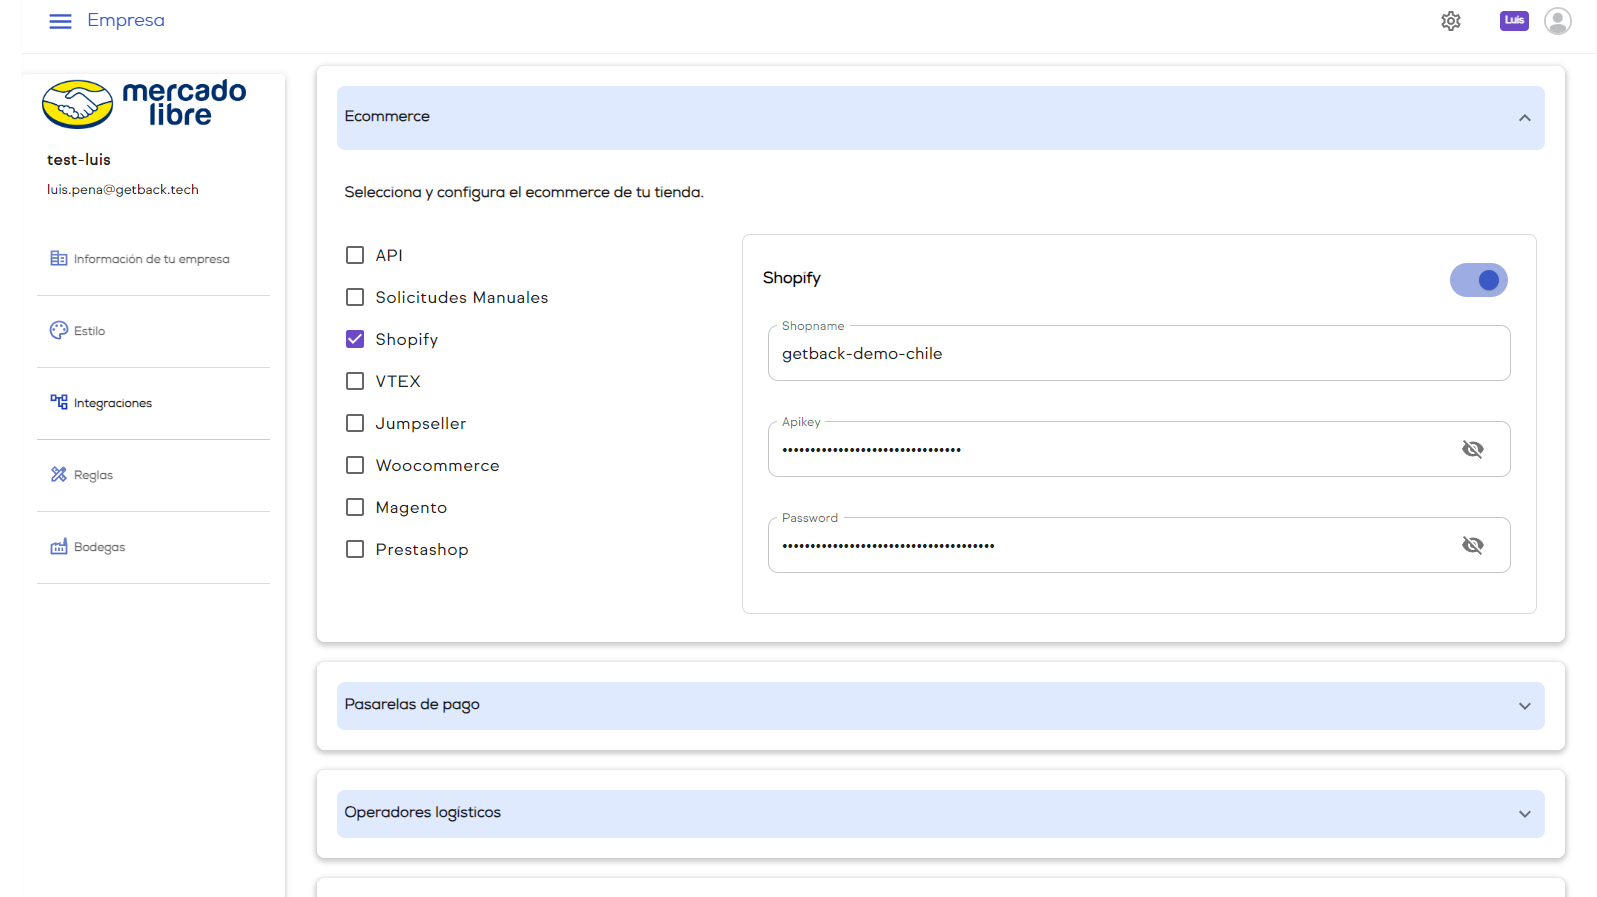 Empresa
Luis
mercado
libre
test-luis
luis.pena@getback.tech
Información de tu empresa
Estilo
Integraciones
Reglas
Bodegas
Ecommerce
Selecciona y configura el ecommerce de tu tienda.
API
Solicitudes Manuales
Shopify
VTEX
Jumpseller
Woocommerce
Magento
Prestashop
Shopify
Shopname
getback-demo-chile
Apikey
••••••••••••••••••••••••••••••••
Password
••••••••••••••••••••••••••••••••••••••
Pasarelas de pago
Operadores logísticos